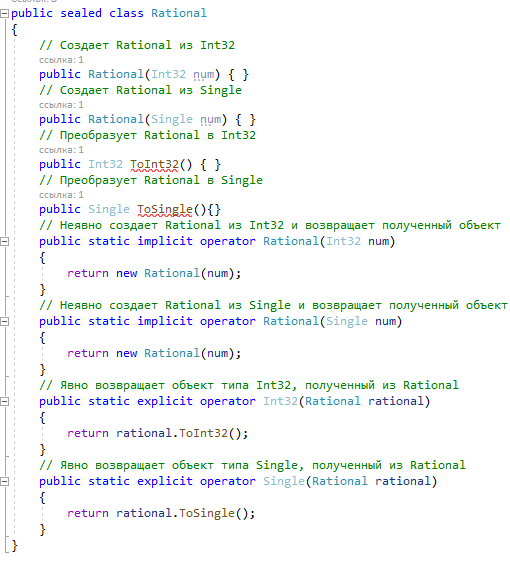 public sealed class Rational
{
// Создает Rational из Int32
ссылка: 1
public Rational(Int32 num) { }
// Создает Rational из Single
ссылка: 1
public Rational(Single num) { }
// Преобразует Rational в Int32
ссылка: 1
public Int32 ToInt32() { }
// Преобразует Rational в Single
ссылка: 1
public Single ToSingle(){}
// Неявно создает Rational из Int32 и возвращает полученный объект
public static implicit operator Rational(Int32 num)
{
return new Rational(num);
}
// Неявно создает Rational из Single и возвращает полученный объект
public static implicit operator Rational(Single num)
{
return new Rational(num);
}
// Явно возвращает объект типа Int32, полученный из Rational
public static explicit operator Int32(Rational rational)
{
return rational.ToInt32();
}
// Явно возвращает объект типа Single, полученный из Rational
public static explicit operator Single(Rational rational)
{
return rational.ToSingle();
}
}